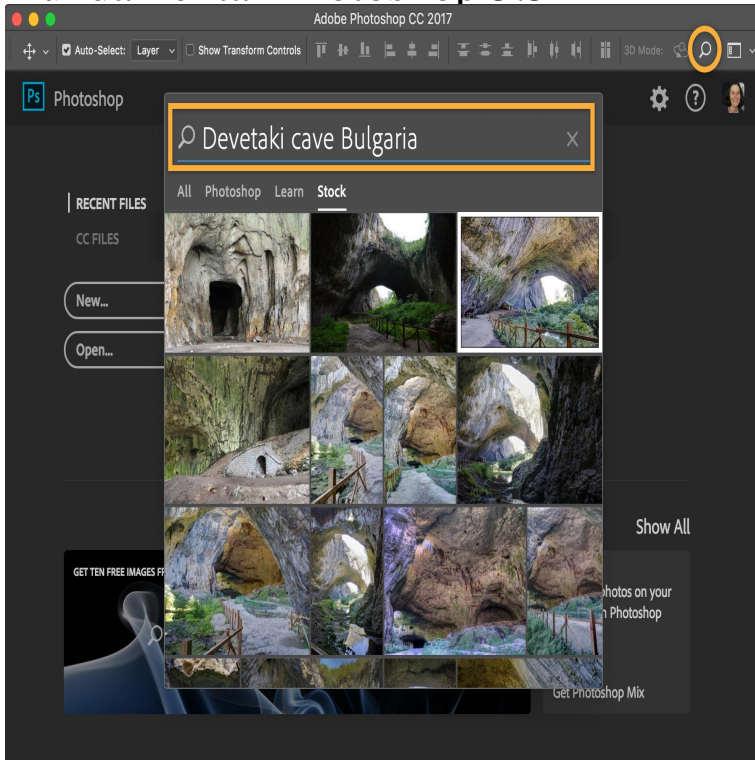 Adobe Photoshop CC 2017
Auto-Select: Layer Show Transform Controls 3D Mode:
Ps Photoshop
Devetaki cave Bulgaria X
All Photoshop Learn Stock
RECENT FILES
CC FILES
New...
Open...
Show All
GET TEN FREE IMAGES
photos on your
Photoshop
Get Photoshop Mix